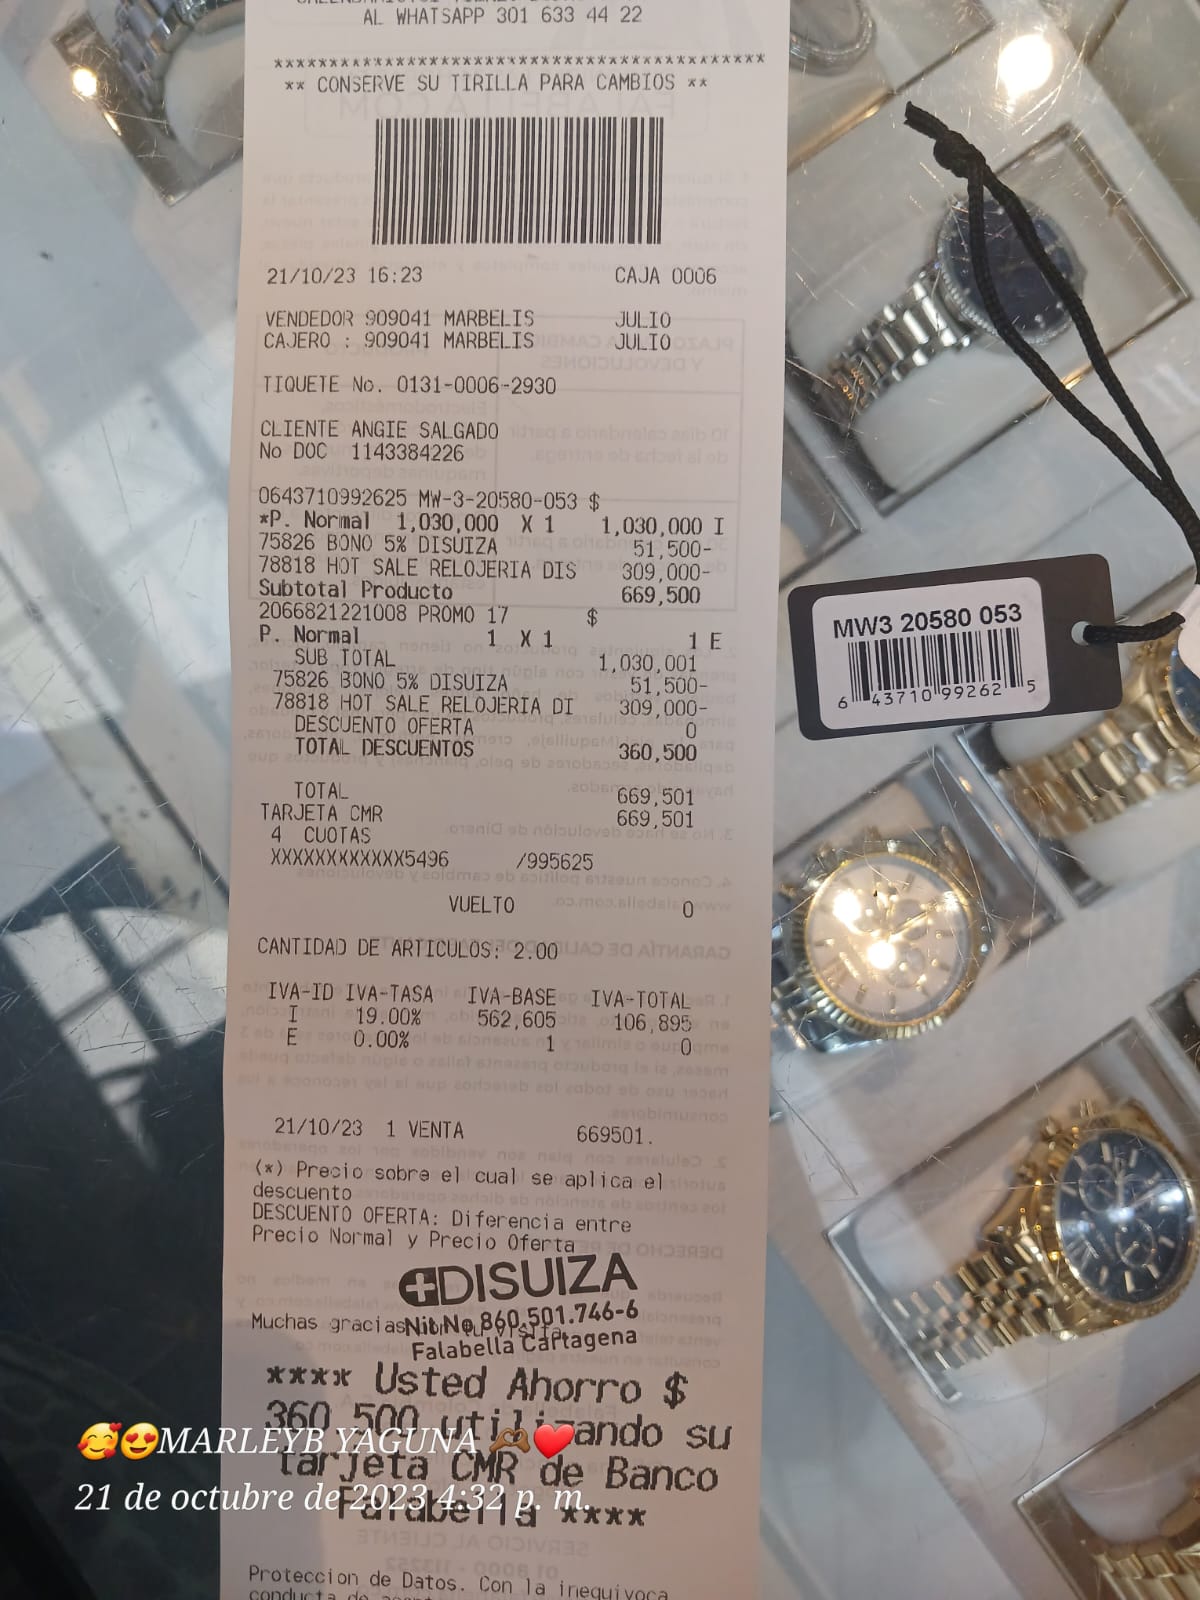 AL WHATSAPP 301 633 44 22
*******************************************
** CONSERVE SU TIRILLA PARA CAMBIOS **
21/10/23 16:23 CAJA 0006
VENDEDOR 909041 MARBELIS JULIO
CAJERO : 909041 MARBELIS JULIO
TIQUETE No. 0131-0006-2930
CLIENTE ANGIE SALGADO
No DOC 1143384226
0643710992625 MW-3-20580-053 $
*P. Normal 1,030,000 X 1 1,030,000 I
75826 BONO 5% DISUIZA 51,500-
78818 HOT SALE RELOJERIA DIS 309,000-
Subtotal Producto 669,500
2066821221008 PROMO 17 $
P. Normal 1 X 1 1 E
SUB TOTAL 1,030,001
75826 BONO 5% DISUIZA 51,500-
78818 HOT SALE RELOJERIA DI 309,000-
DESCUENTO OFERTA 0
TOTAL DESCUENTOS 360,500
TOTAL 669,501
TARJETA CMR 669,501
4 CUOTAS
XXXXXXXXXXXX5496 /995625
VUELTO 0
CANTIDAD DE ARTICULOS: 2.00
IVA-ID IVA-TASA IVA-BASE IVA-TOTAL
I 19.00% 562,605 106,895
E 0.00% 1 0
21/10/23 1 VENTA 669501.
(*) Precio sobre el cual se aplica el
descuento
DESCUENTO OFERTA: Diferencia entre
Precio Normal y Precio Oferta
DISUIZA
Muchas gracias
Nit No 860.501.746-6
Falabella Cartagena
**** Usted Ahorro $
360,500 utilizando su
tarjeta CMR de Banco
Falabella ****
Proteccion de Datos. Con la inequivoca
MW3 20580 053
6 43710 99262 5
🥰😍MARLEYB YAGUNA 🫶🏾❤️
21 de octubre de 2023 4:32 p. m.